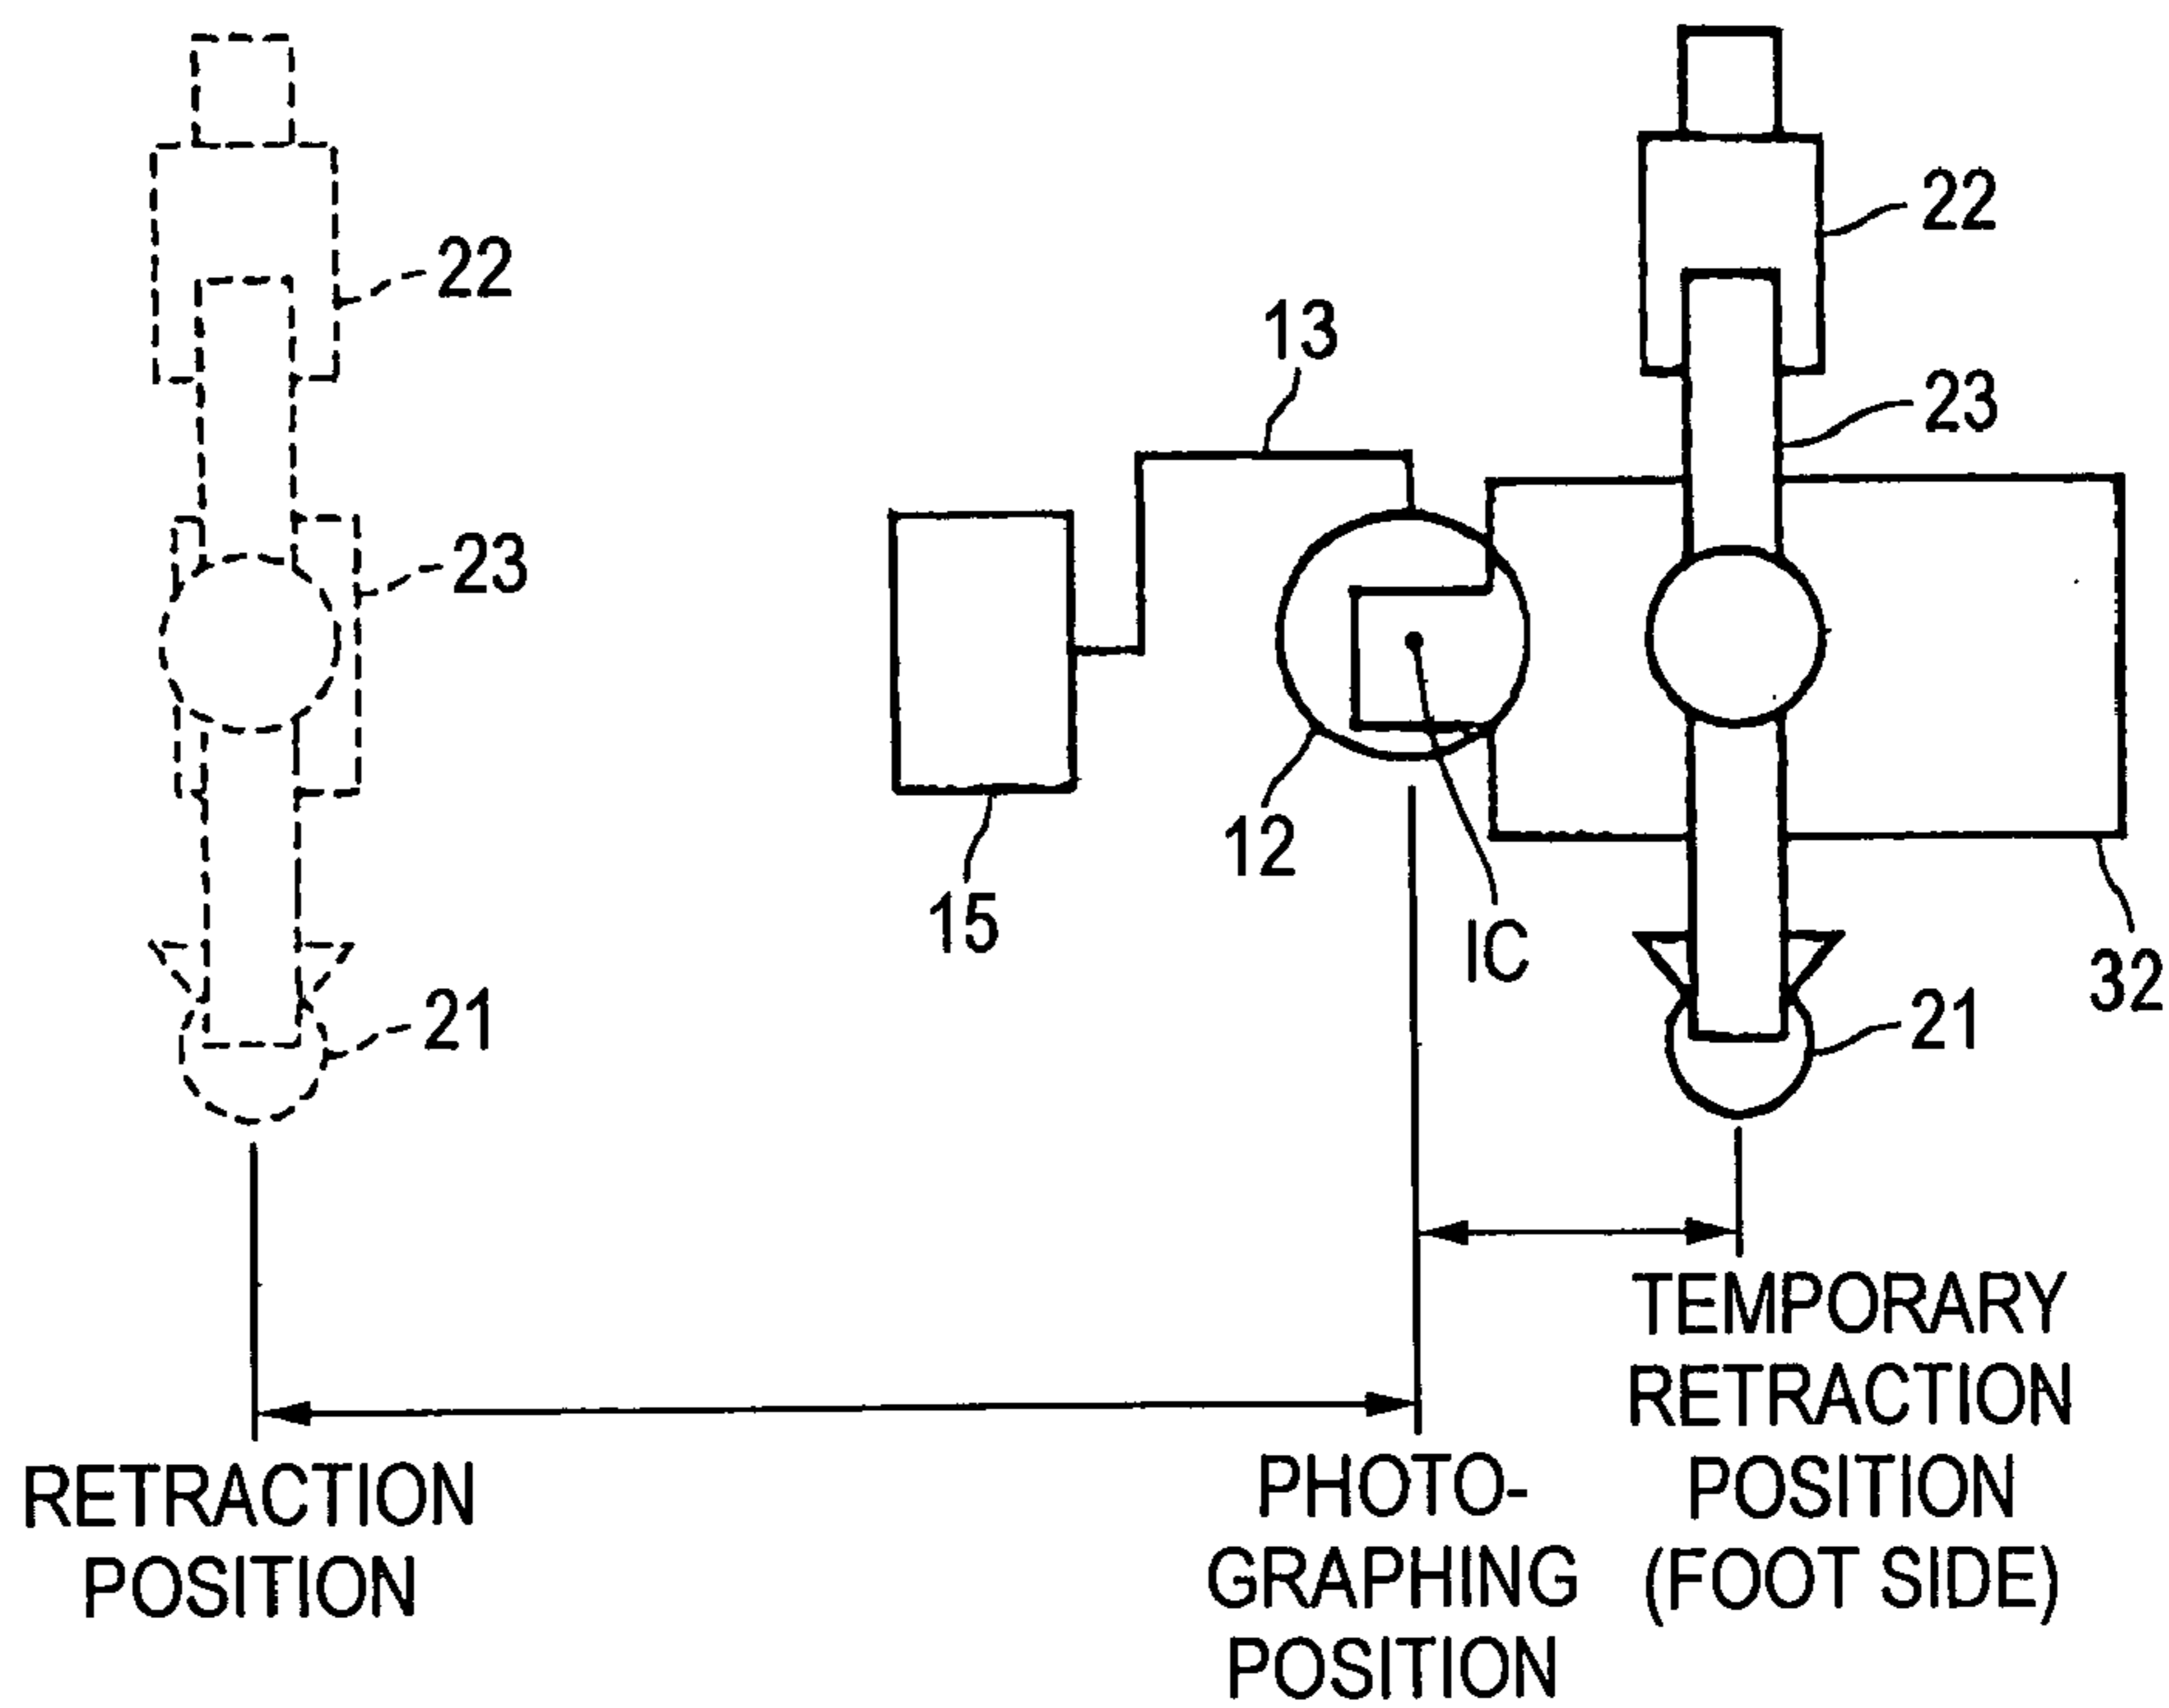 22
22
13
23
23
12
15
IC
32
21
21
TEMPORARY
RETRACTION
POSITION
(FOOT SIDE)
RETRACTION
POSITION
PHOTO-
GRAPHING
POSITION